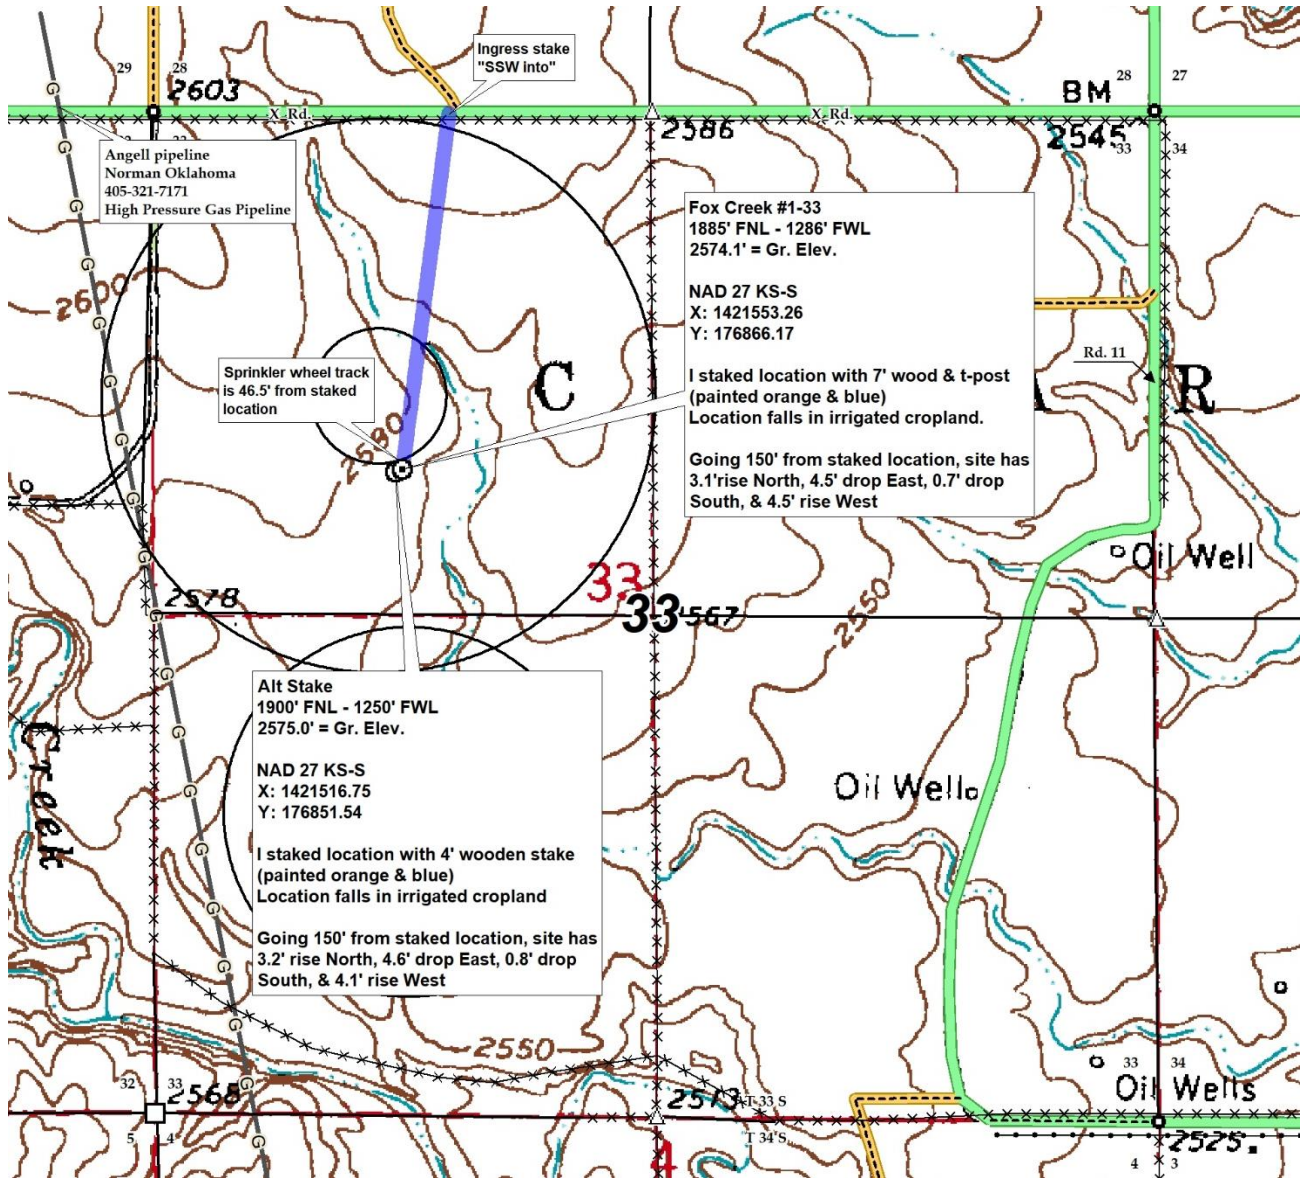 Ingress stake
"SSW into"
29
28
2603
28
27
BM
X Rd.
X Rd.
2586
2545
33
34
Angell pipeline
Norman Oklahoma
405-321-7171
High Pressure Gas Pipeline
G
Fox Creek #1-33
1885' FNL - 1286' FWL
2574.1' = Gr. Elev.
NAD 27 KS-S
X: 1421553.26
Y: 176866.17
I staked location with 7' wood & t-post
(painted orange & blue)
Location falls in irrigated cropland.
Going 150' from staked location, site has
3.1'rise North, 4.5' drop East, 0.7' drop
South, & 4.5' rise West
2600
Rd. 11
Sprinkler wheel track
is 46.5' from staked
location
C
R
Oil Well
33
2578
33
2550
Alt Stake
1900' FNL - 1250' FWL
2575.0' = Gr. Elev.
NAD 27 KS-S
X: 1421516.75
Y: 176851.54
I staked location with 4' wooden stake
(painted orange & blue)
Location falls in irrigated cropland
Going 150' from staked location, site has
3.2' rise North, 4.6' drop East, 0.8' drop
South, & 4.1' rise West
Creek
Oil Well
2550
32
33
2568
2573
T 33 S
33
34
Oil Wells
5
4
T 34 S
4
2525.
4
3